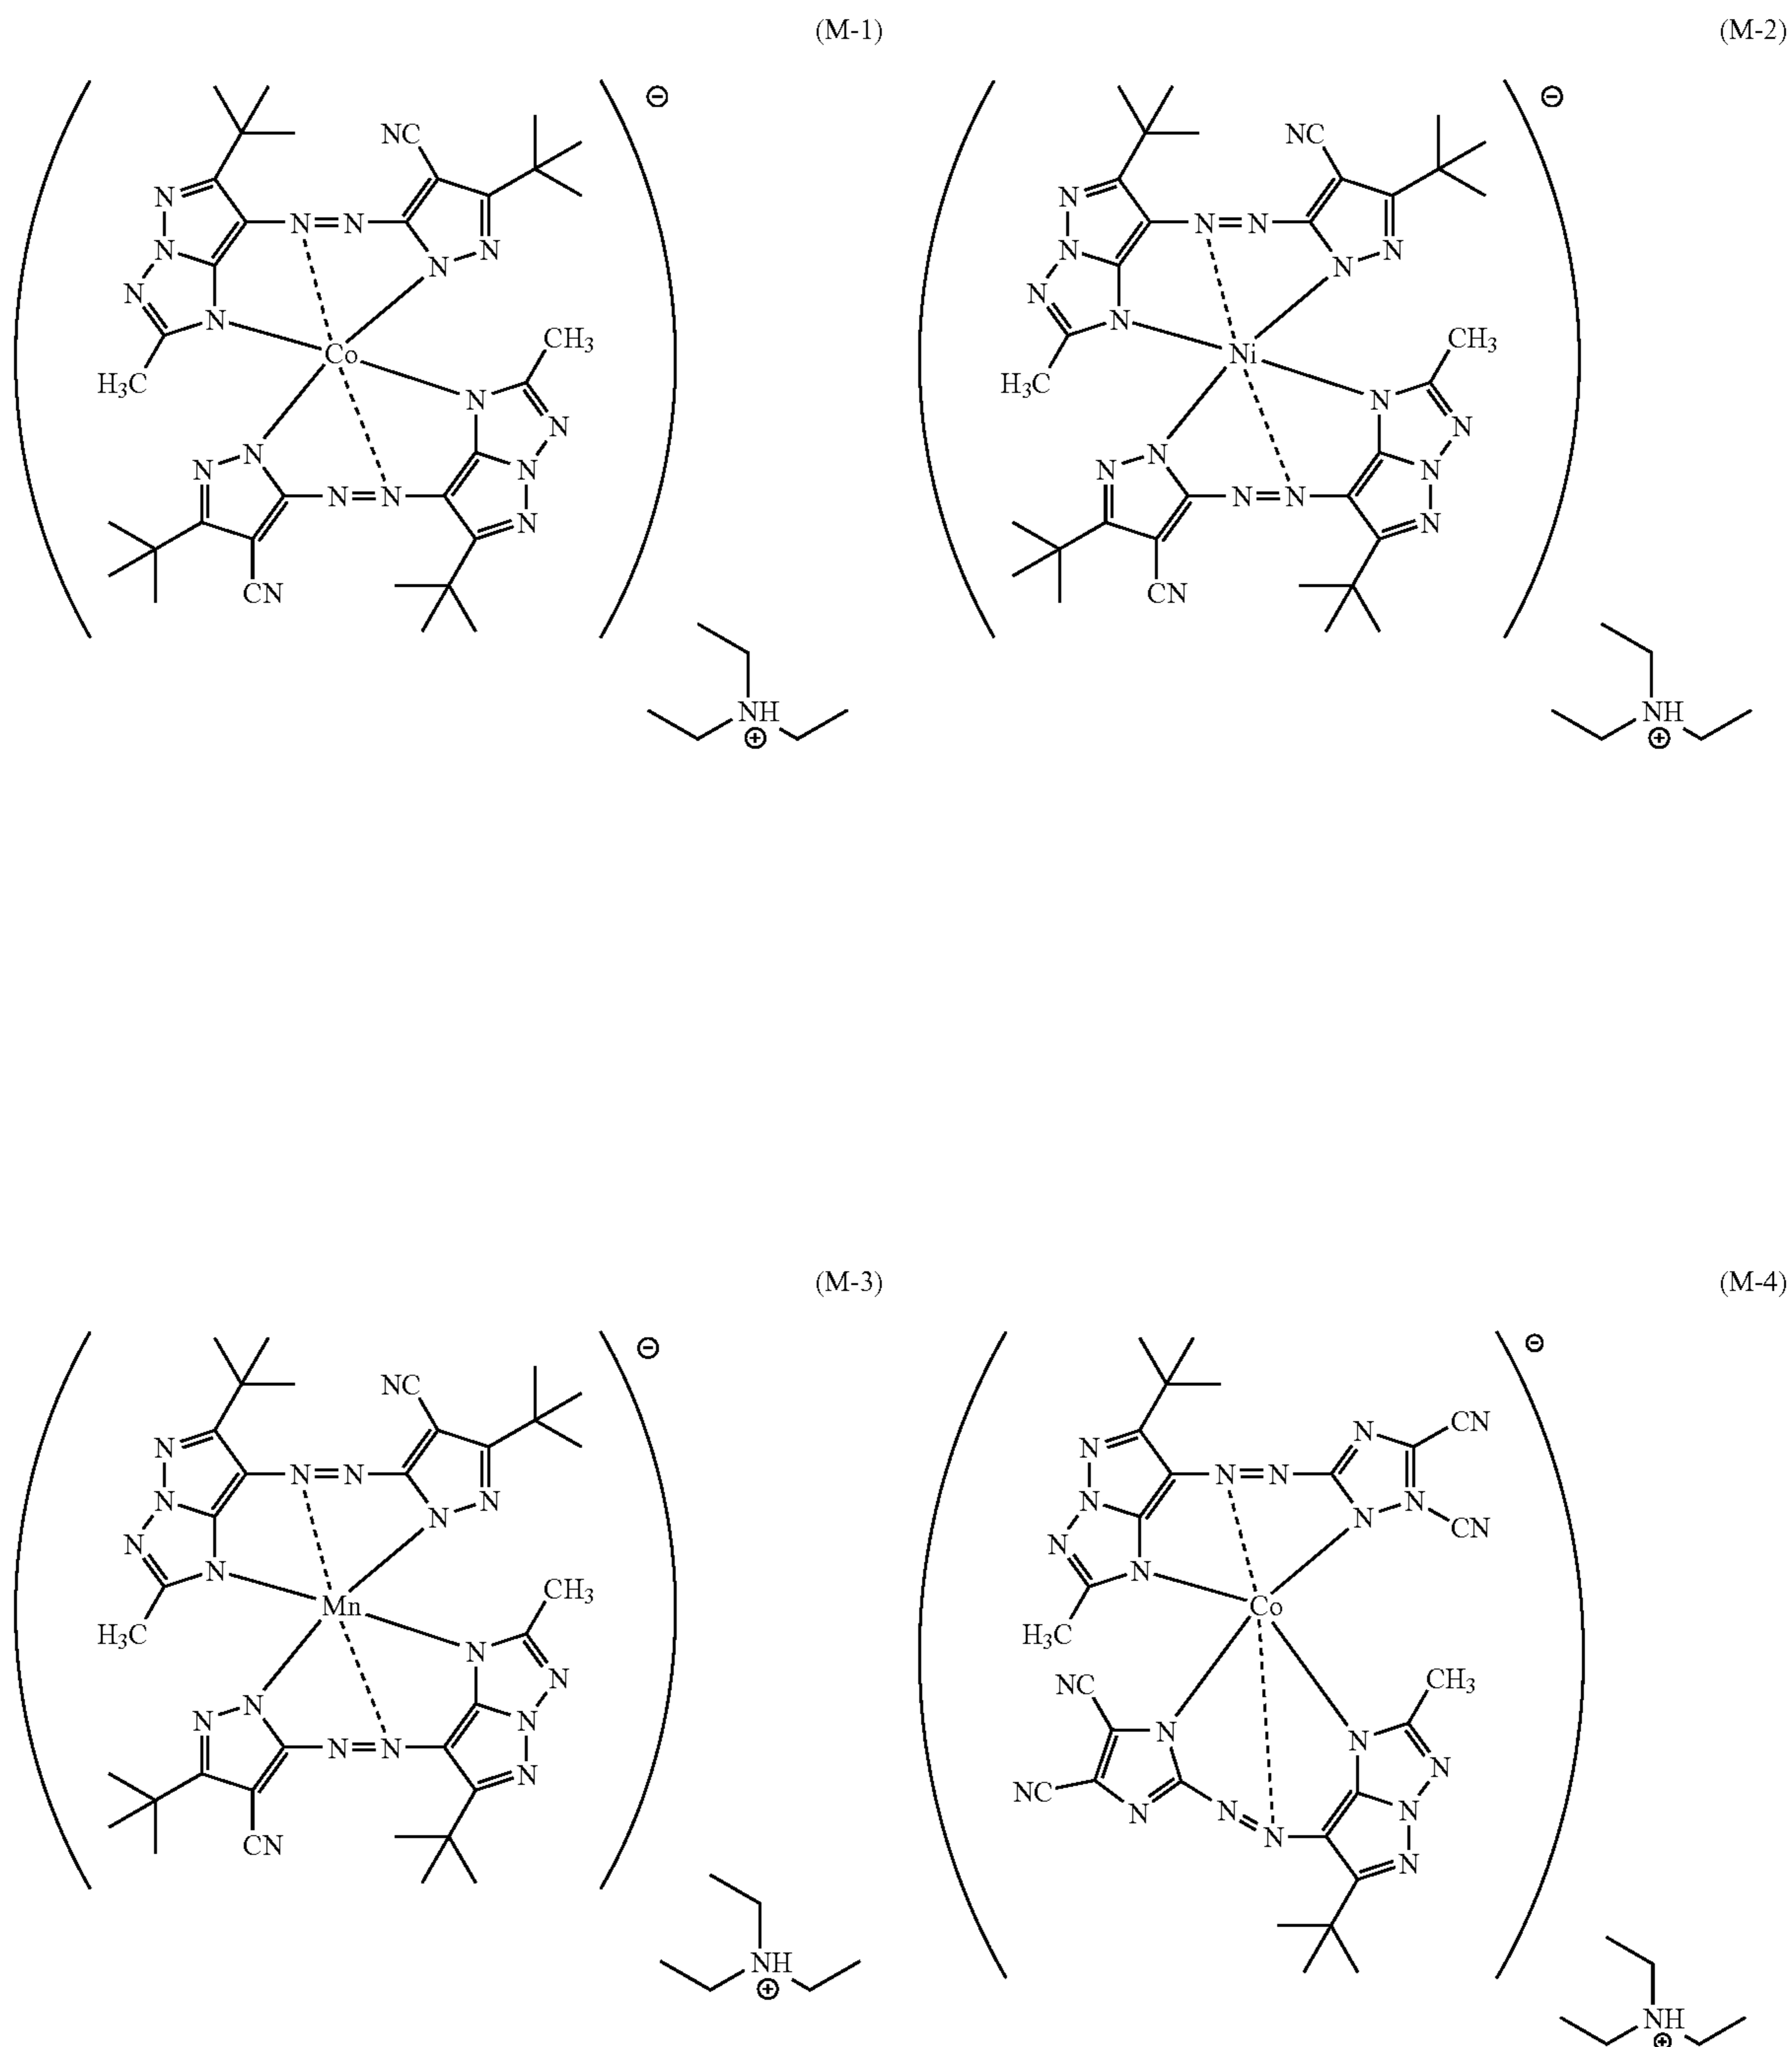 (M-1) (M-2)
⊖ ⊖
NC NC
N N
N=N N=N
N N N N
N N
N N N N
CH3 CH3
Co Ni
H3C H3C
N N
N N
N N N N
N=N N=N
N N
CN CN
NH NH
⊕ ⊕
(M-3) (M-4)
⊖ ⊖
NC N CN
N N
N=N N=N
N N N N
N N CN
N N N N
CH3
Mn Co
H3C H3C
N CH3
N NC
N N N N
N N
N=N NC N N N
N N=N
CN N
NH
⊕
NH
⊕